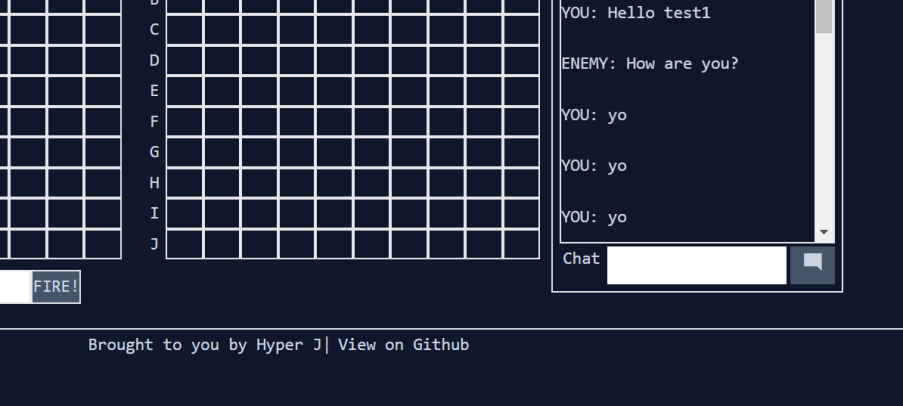 YOU: Hello test1
ENEMY: How are you?
YOU: yo
YOU: yo
YOU: yo
C
D
E
F
G
H
I
J
Chat
FIRE!
Brought to you by Hyper J| View on Github